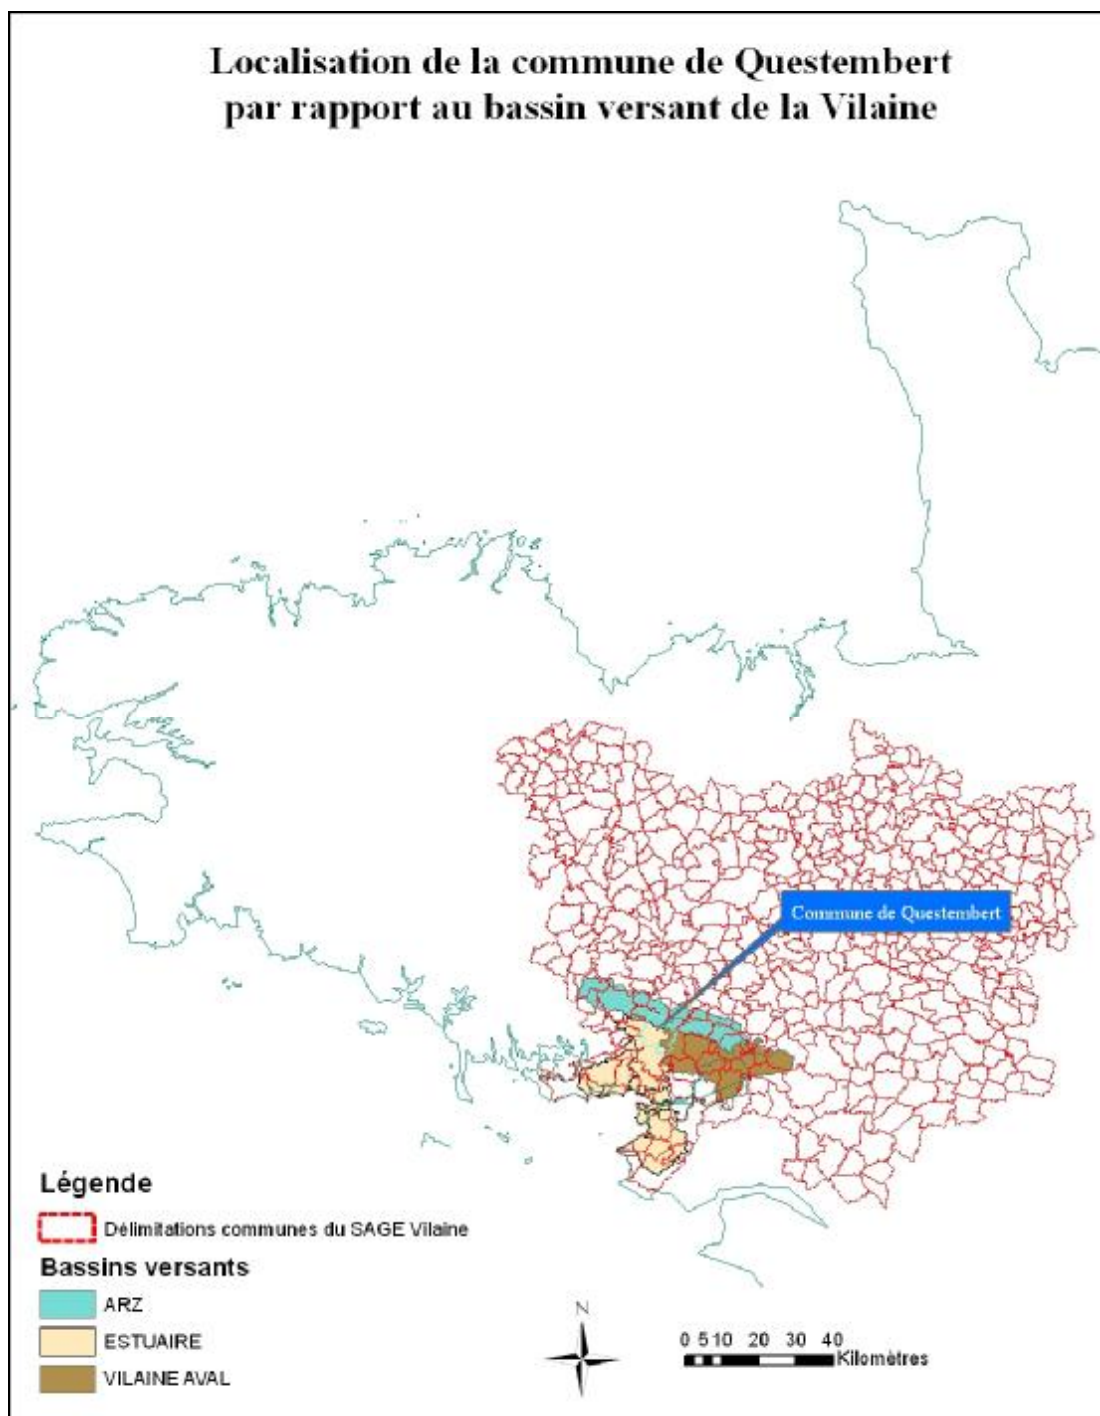 Localisation de la commune de Questembert
par rapport au bassin versant de la Vilaine
Commune de Questembert
Légende
Délimitations communes du SAGE Vilaine
Bassins versants
ARZ
ESTUAIRE
VILAINE AVAL
N
0 5 10 20 30 40
Kilomètres